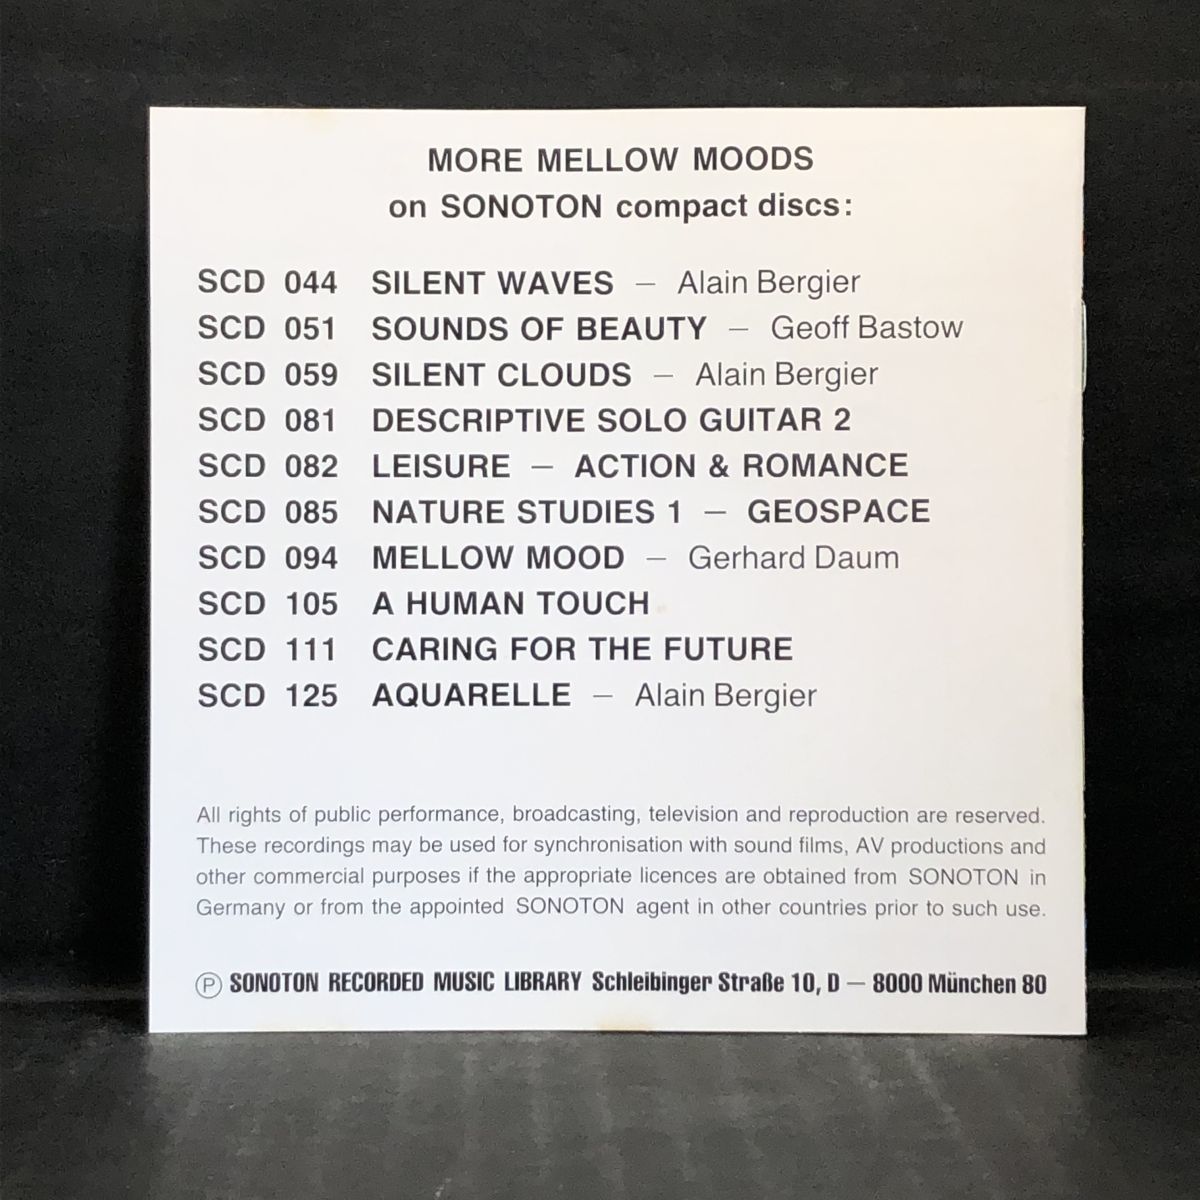 MORE MELLOW MOODS
on SONOTON compact discs:
SCD 044 SILENT WAVES — Alain Bergier
SCD 051 SOUNDS OF BEAUTY — Geoff Bastow
SCD 059 SILENT CLOUDS — Alain Bergier
SCD 081 DESCRIPTIVE SOLO GUITAR 2
SCD 082 LEISURE — ACTION & ROMANCE
SCD 085 NATURE STUDIES 1 — GEOSPACE
SCD 094 MELLOW MOOD — Gerhard Daum
SCD 105 A HUMAN TOUCH
SCD 111 CARING FOR THE FUTURE
SCD 125 AQUARELLE — Alain Bergier
All rights of public performance, broadcasting, television and reproduction are reserved.
These recordings may be used for synchronisation with sound films, AV productions and
other commercial purposes if the appropriate licences are obtained from SONOTON in
Germany or from the appointed SONOTON agent in other countries prior to such use.
Ⓟ SONOTON RECORDED MUSIC LIBRARY Schleibinger Straße 10, D — 8000 München 80